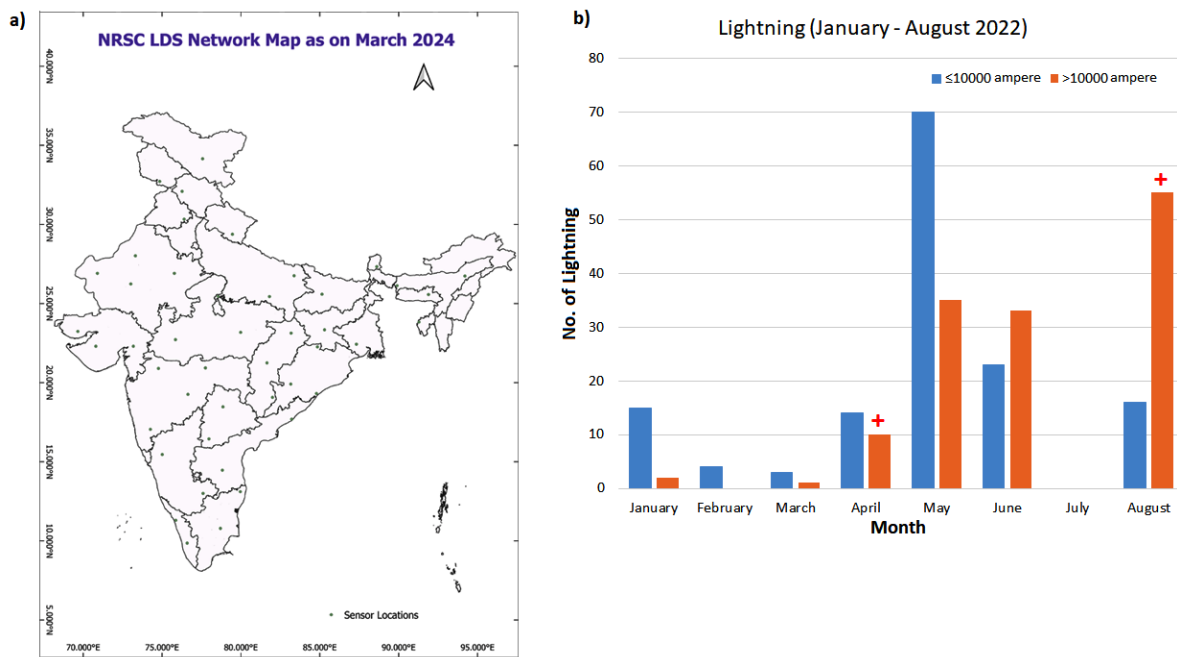 a)
NRSC LDS Network Map as on March 2024
40.000°N
35.000°N
30.000°N
25.000°N
20.000°N
15.000°N
10.000°N
5.000°N
70.000°E 75.000°E 80.000°E 85.000°E 90.000°E 95.000°E
Sensor Locations
b)
Lightning (January - August 2022)
≤10000 ampere >10000 ampere
No. of Lightning
80
70
60
50
40
30
20
10
0
+
+
January February March April May June July August
Month